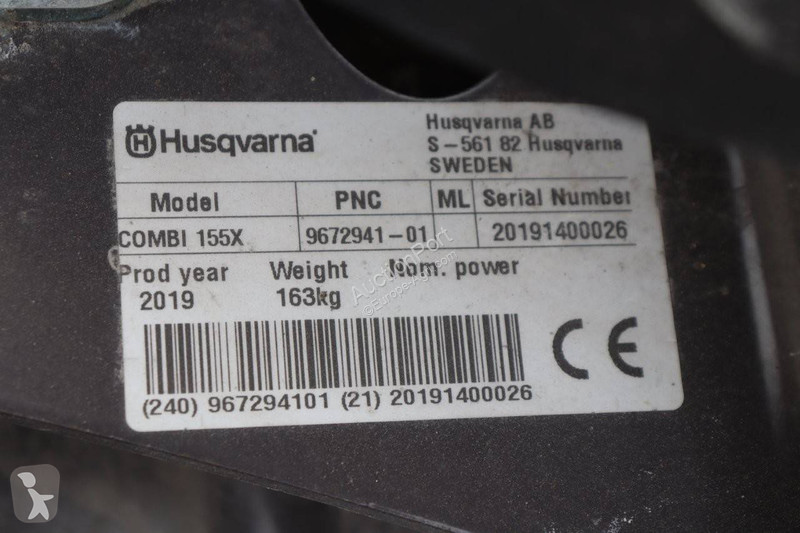 Husqvarna
Husqvarna AB
S-561 82 Husqvarna
SWEDEN
Model PNC ML Serial Number
COMBI 155X 9672941-01 20191400026
Prod year Weight Nom. power
2019 163kg
CE
(240) 967294101 (21) 20191400026
AuctionPort